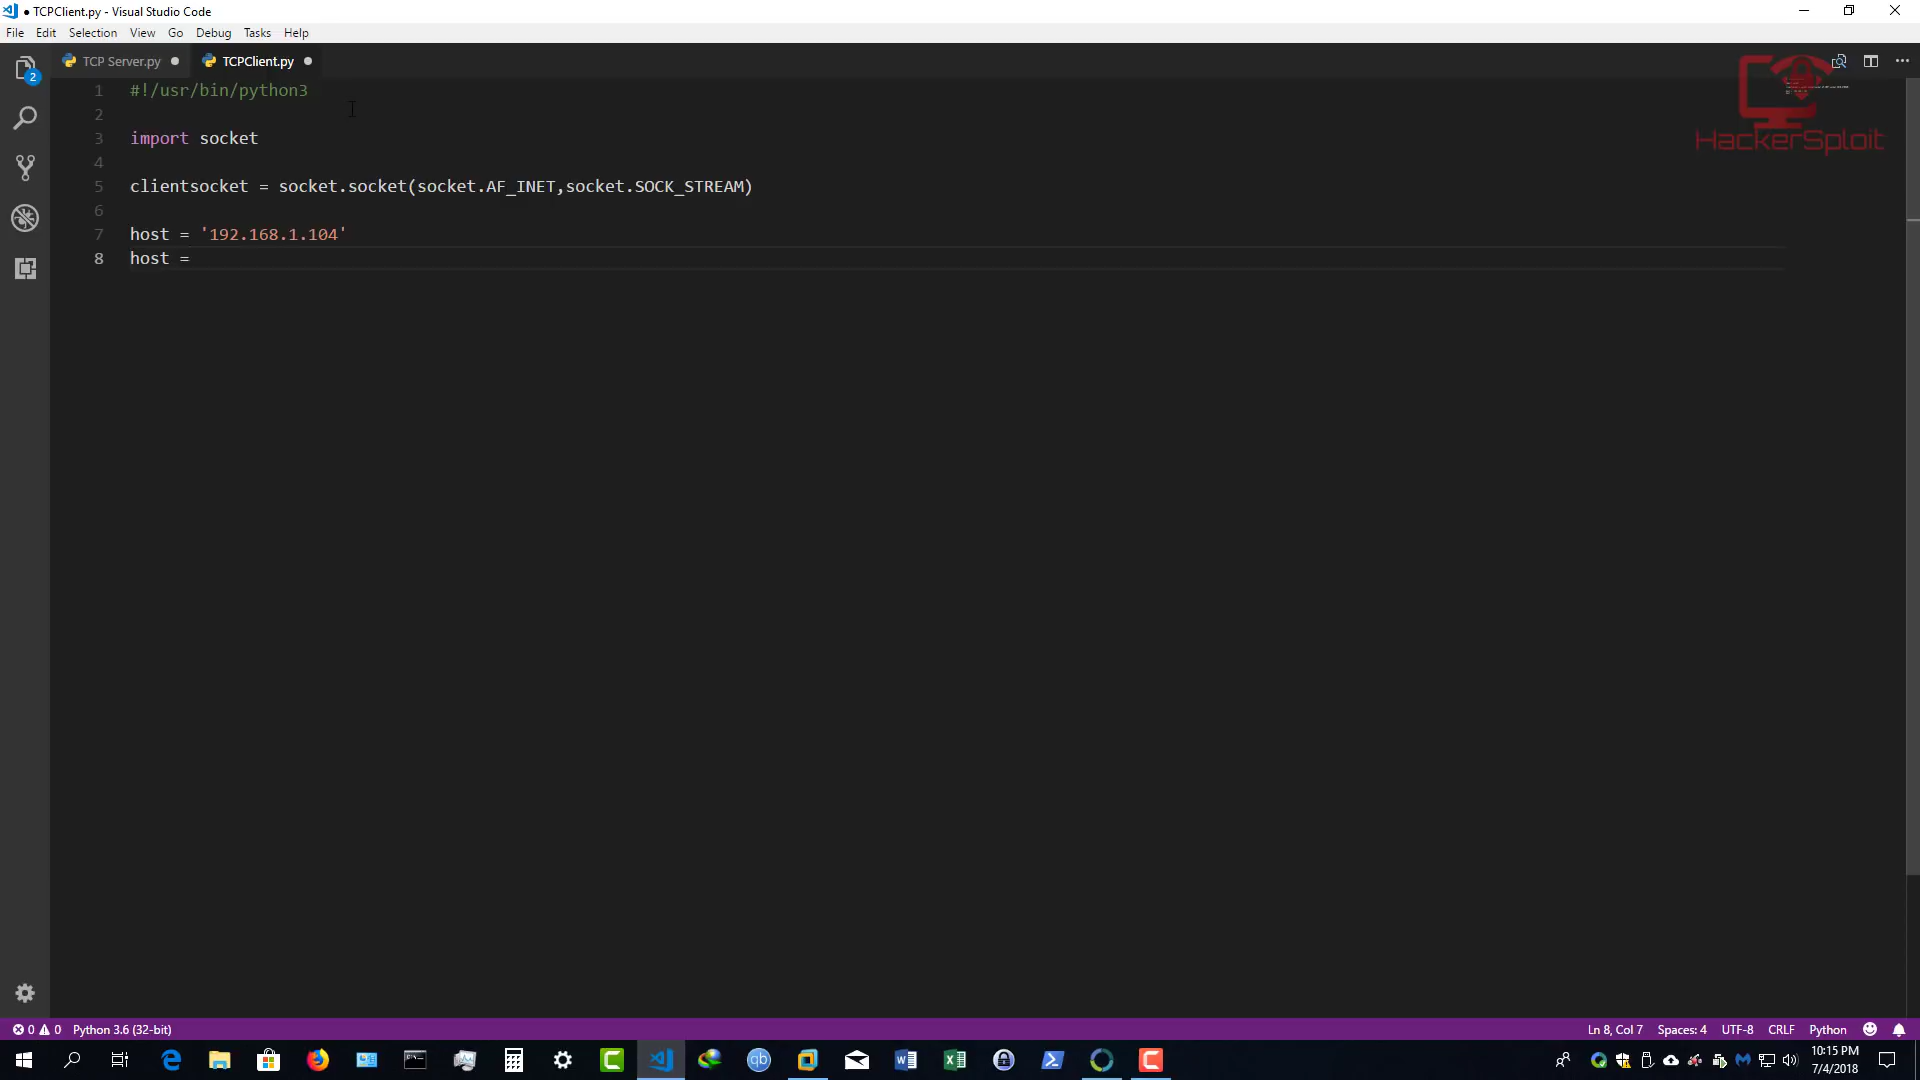 TCPClient.py - Visual Studio Code
File Edit Selection View Go Debug Tasks Help
TCP Server.py TCPClient.py
2
HackerSploit
1 #!/usr/bin/python3
2
3 import socket
4
5 clientsocket = socket.socket(socket.AF_INET,socket.SOCK_STREAM)
6
7 host = '192.168.1.104'
8 host =
0 0 Python 3.6 (32-bit) Ln 8, Col 7 Spaces: 4 UTF-8 CRLF Python
qb
10:15 PM
7/4/2018